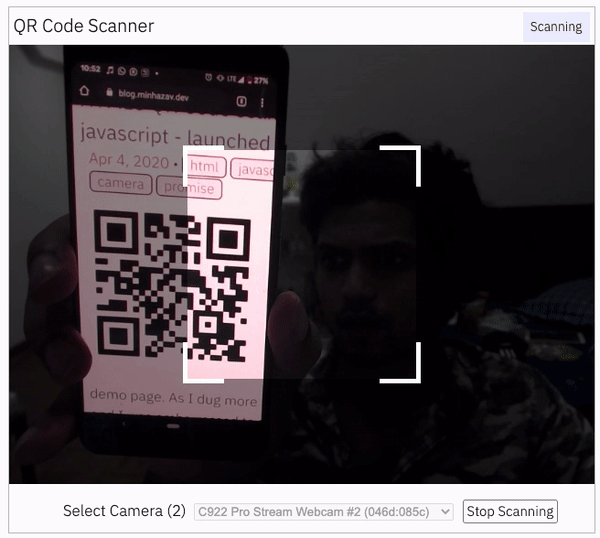 QR Code Scanner
Scanning
10:52 LTE 27%
blog.minhazav.dev
javascript - launched
Apr 4, 2020 • html javasc
camera promise
demo page. As I dug more
Select Camera (2) C922 Pro Stream Webcam #2 (046d:085c) Stop Scanning